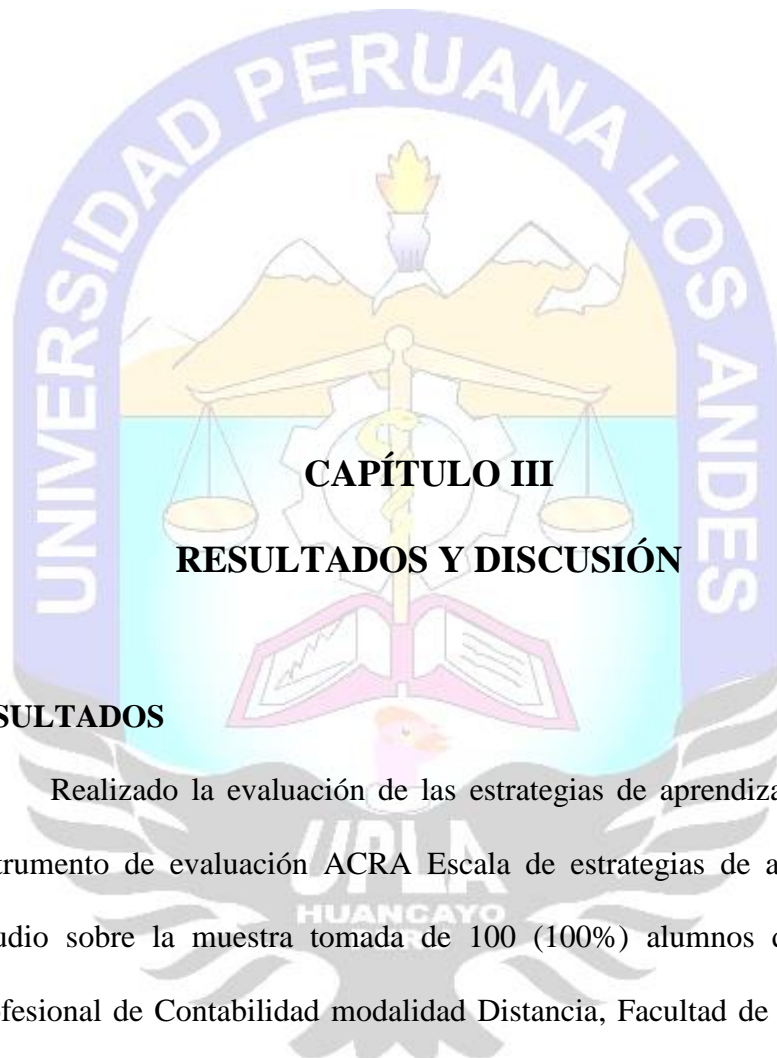 UNIVERSIDAD PERUANA LOS ANDES
CAPÍTULO III
RESULTADOS Y DISCUSIÓN
SULTADOS
Realizado la evaluación de las estrategias de aprendiza
trumento de evaluación ACRA Escala de estrategias de a
UPLA
HUANCAYO
udio sobre la muestra tomada de 100 (100%) alumnos
PERÚ
ofesional de Contabilidad modalidad Distancia, Facultad de